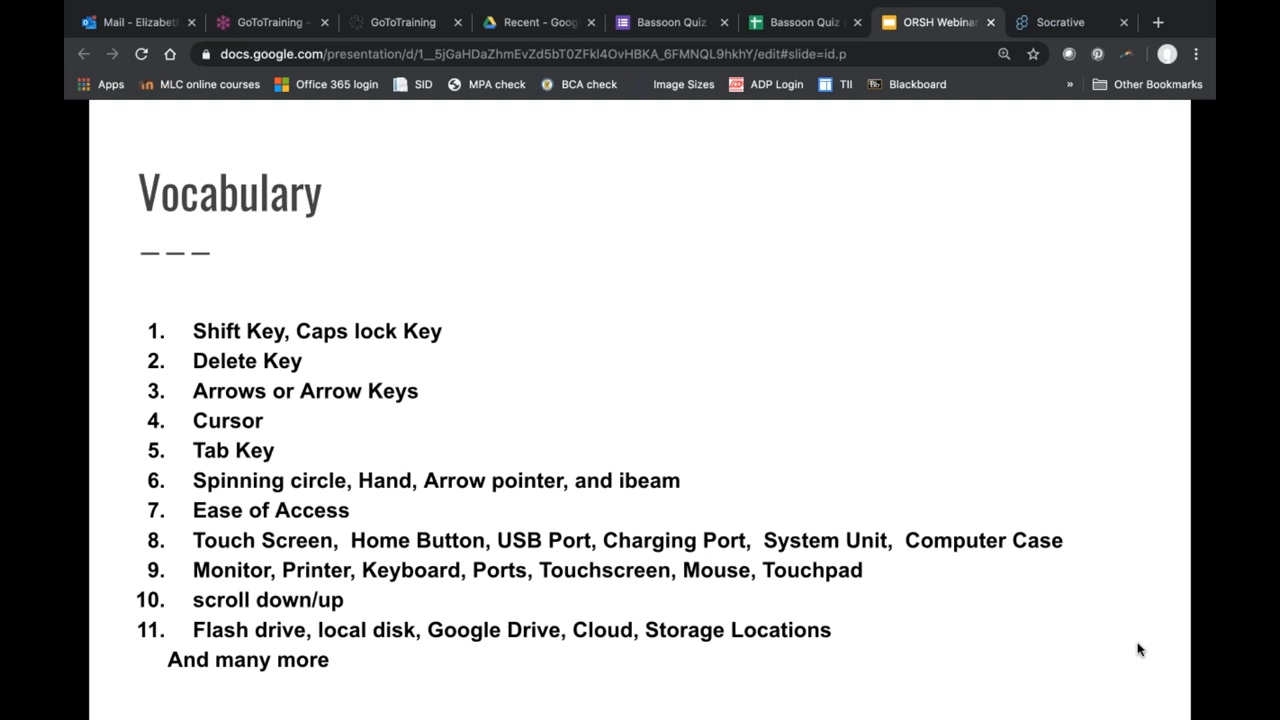 Mail - Elizabeth
GoToTraining -
GoToTraining
Recent - Goog
Bassoon Quiz
Bassoon Quiz
ORSH Webina
Socrative
docs.google.com/presentation/d/1__5jGaHDaZhmEvZd5bT0ZFkl4OvHBKA_6FMNQL9hkhY/edit#slide=id.p
Apps
MLC online courses
Office 365 login
SID
MPA check
BCA check
Image Sizes
ADP Login
TII
Blackboard
»
Other Bookmarks
Vocabulary
1. Shift Key, Caps lock Key
2. Delete Key
3. Arrows or Arrow Keys
4. Cursor
5. Tab Key
6. Spinning circle, Hand, Arrow pointer, and ibeam
7. Ease of Access
8. Touch Screen,  Home Button, USB Port, Charging Port,  System Unit,  Computer Case
9. Monitor, Printer, Keyboard, Ports, Touchscreen, Mouse, Touchpad
10. scroll down/up
11. Flash drive, local disk, Google Drive, Cloud, Storage Locations
And many more